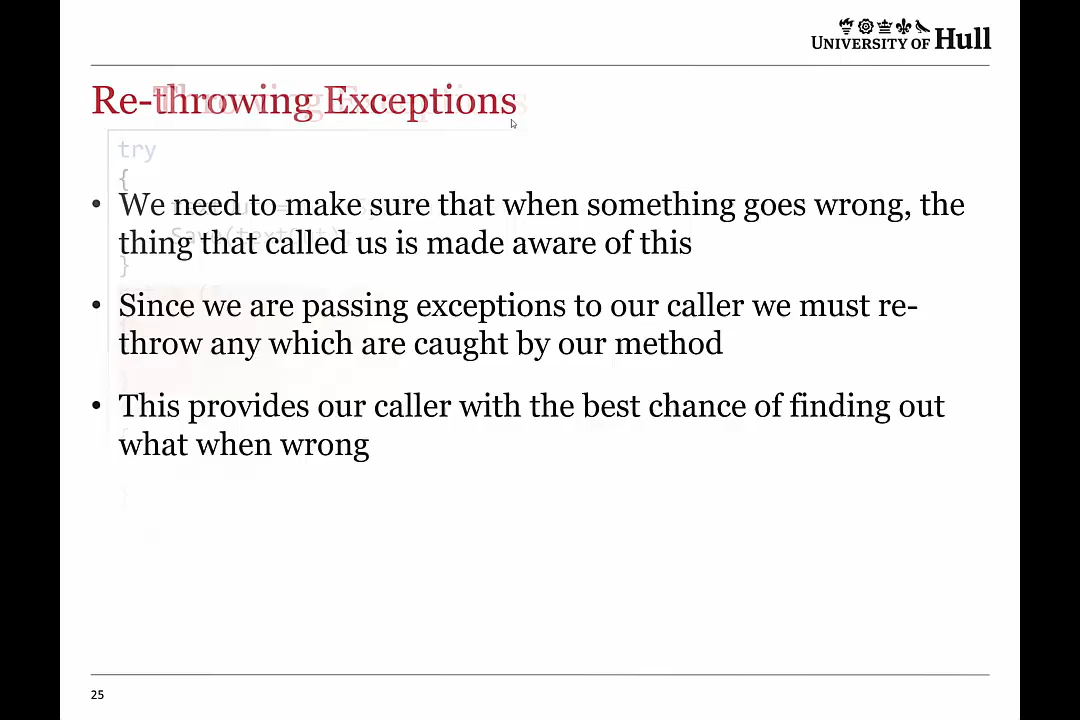 UNIVERSITY OF Hull
Re-throwing Exceptions
try
{
• We need to make sure that when something goes wrong, the
thing that called us is made aware of this
}
• Since we are passing exceptions to our caller we must re-
throw any which are caught by our method
• This provides our caller with the best chance of finding out
what when wrong
25